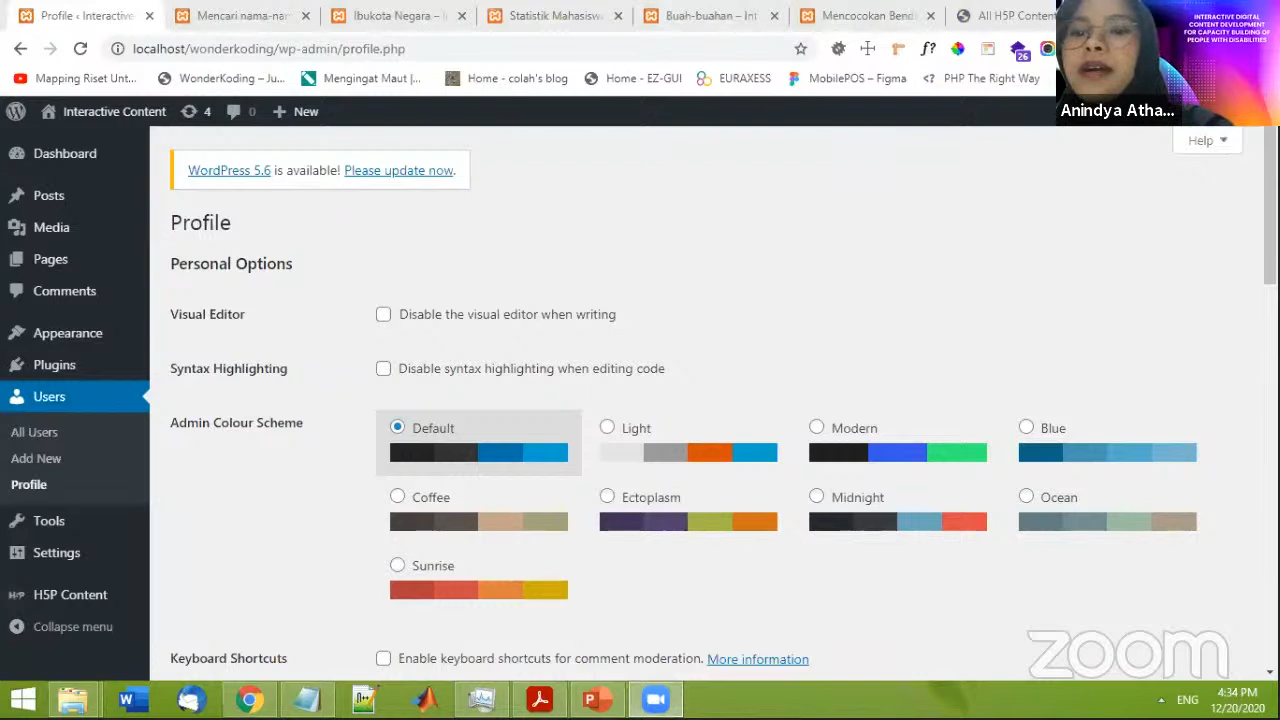 Profile ‹ Interactive
Mencari nama-nam
Ibukota Negara – I
Statistik Mahasisw
Buah-buahan – Int
Mencocokan Bend
All H5P Content
localhost/wonderkoding/wp-admin/profile.php
f?
26
Mapping Riset Unt...
WonderKoding – Ju...
Mengingat Mati |...
Home - colah's blog
Home - EZ-GUI
EURAXESS
MobilePOS – Figma
<?
PHP The Right Way
INTERACTIVE DIGITAL
CONTENT DEVELOPMENT
FOR CAPACITY BUILDING OF
PEOPLE WITH DISABILITIES
Anindya Atha...
Interactive Content
4
0
New
Help
Dashboard
Posts
Media
Pages
Comments
Appearance
Plugins
Users
All Users
Add New
Profile
Tools
Settings
H5P Content
Collapse menu
WordPress 5.6 is available! Please update now.
Profile
Personal Options
Visual Editor
Disable the visual editor when writing
Syntax Highlighting
Disable syntax highlighting when editing code
Admin Colour Scheme
Default
Light
Modern
Blue
Coffee
Ectoplasm
Midnight
Ocean
Sunrise
Keyboard Shortcuts
Enable keyboard shortcuts for comment moderation. More information
zoom
ENG
4:34 PM
12/20/2020